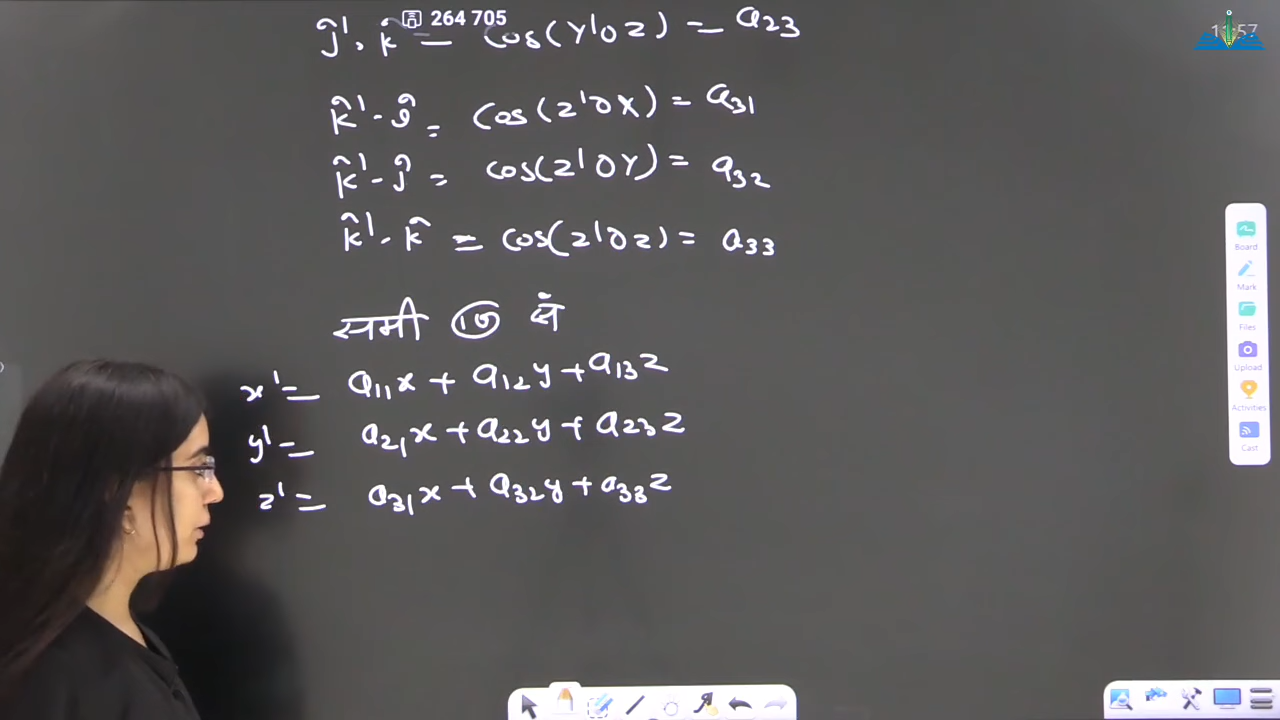 264 705
ĵ'. k̂ = cos(Y'OZ) = a₂₃
k̂'. î = cos(Z'OX) = a₃₁
k̂'. ĵ = cos(Z'OY) = a₃₂
k̂'. k̂ = cos(Z'OZ) = a₃₃
समी में
x' = a₁₁x + a₁₂y + a₁₃z
y' = a₂₁x + a₂₂y + a₂₃z
z' = a₃₁x + a₃₂y + a₃₃z
Board
Mark
Files
Upload
Activities
Cast